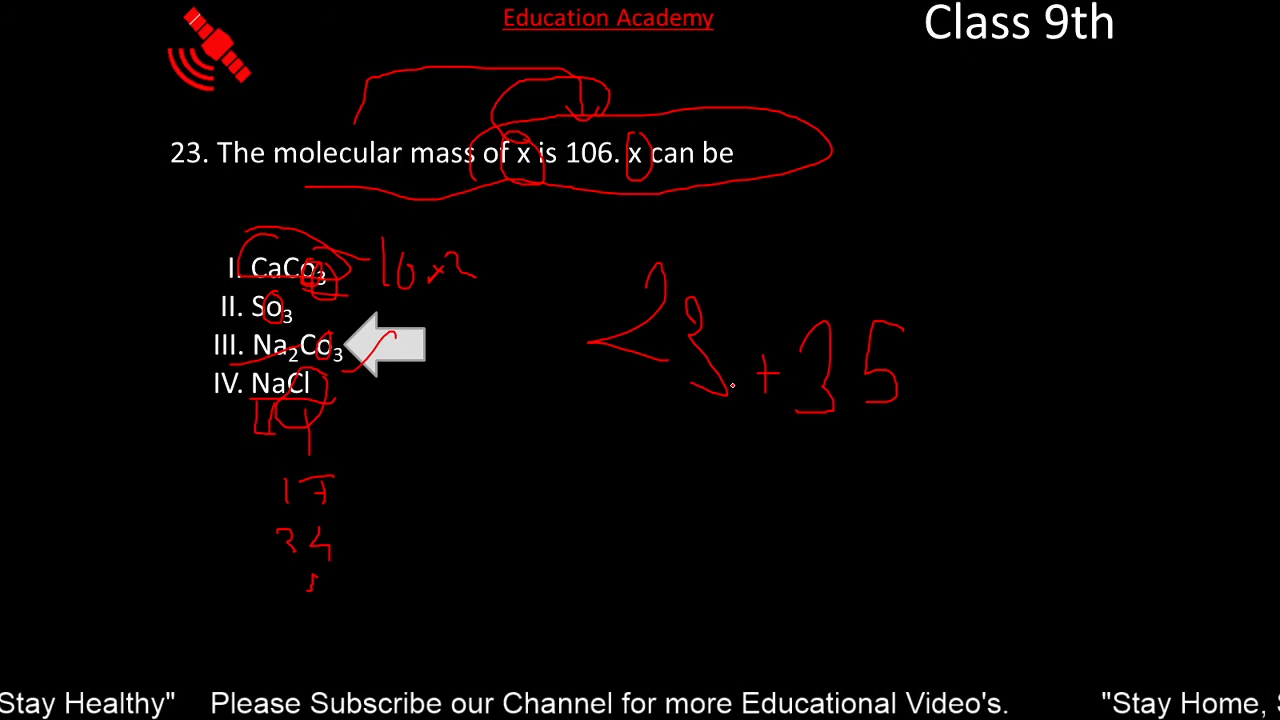 Education Academy
Class 9th
23. The molecular mass of x is 106. x can be
I. CaCo3
16 × 2
II. So3
III. Na2Co3
IV. NaCl
23 + 35
11
17
34
"Stay Healthy" Please Subscribe our Channel for more Educational Video's. "Stay Home,